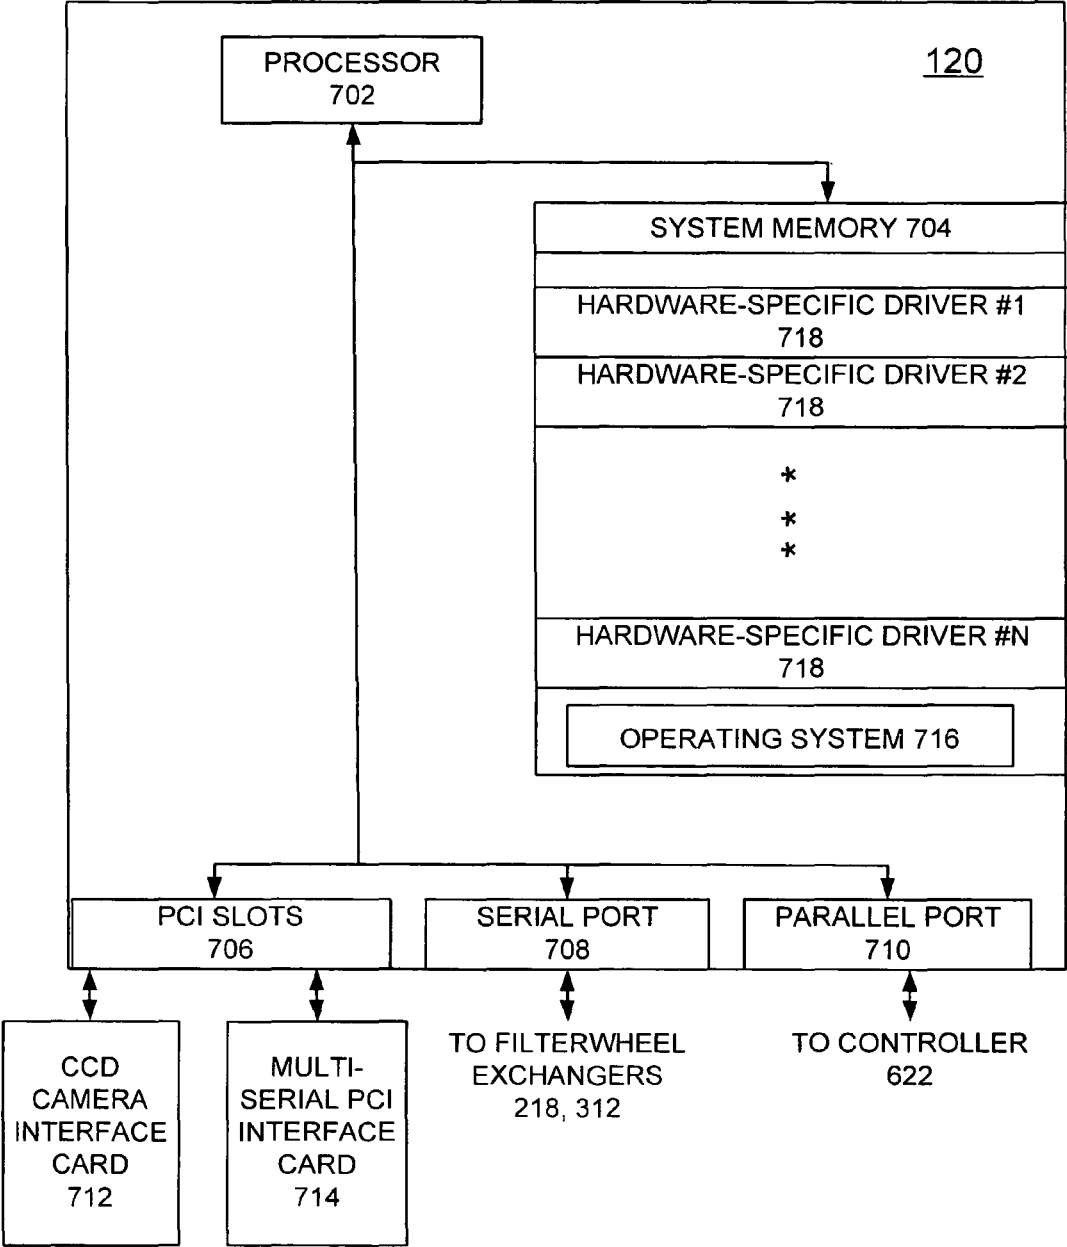 PROCESSOR
702
120
SYSTEM MEMORY 704
HARDWARE-SPECIFIC DRIVER #1
718
HARDWARE-SPECIFIC DRIVER #2
718
*
*
*
HARDWARE-SPECIFIC DRIVER #N
718
OPERATING SYSTEM 716
PCI SLOTS
706
SERIAL PORT
708
PARALLEL PORT
710
CCD
CAMERA
INTERFACE
CARD
712
MULTI-
SERIAL PCI
INTERFACE
CARD
714
TO FILTERWHEEL
EXCHANGERS
218, 312
TO CONTROLLER
622